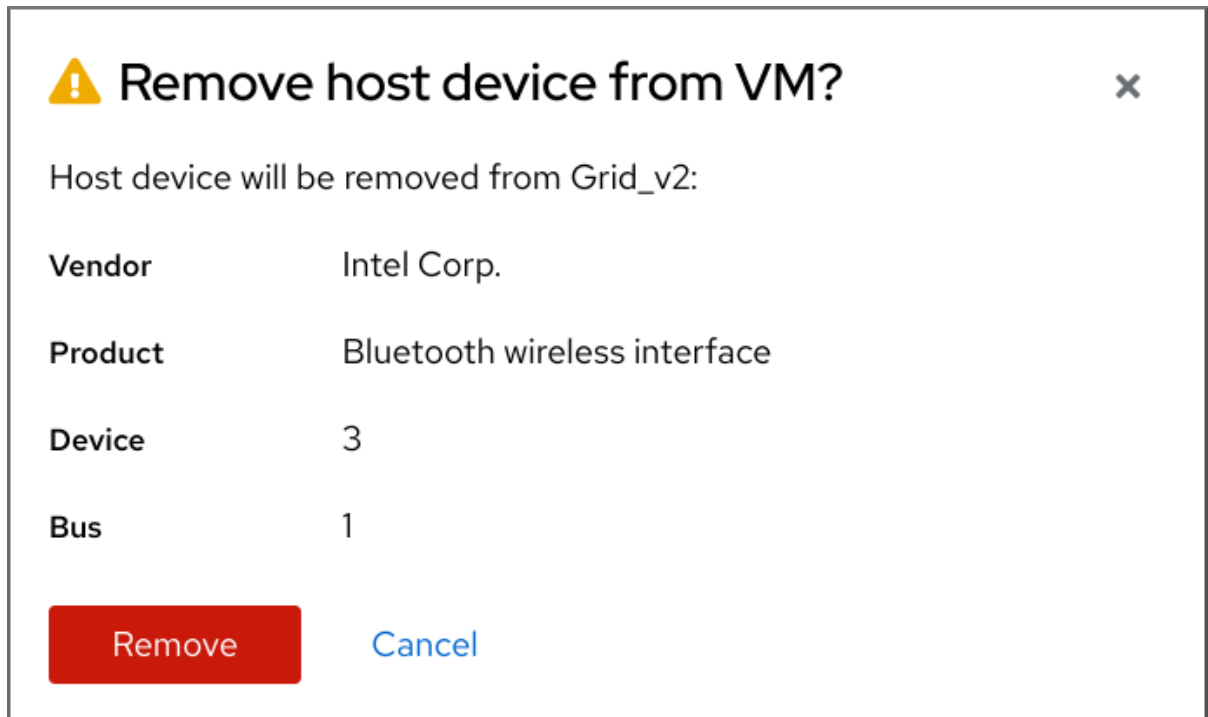 Remove host device from VM?
Host device will be removed from Grid_v2:
Vendor Intel Corp.
Product Bluetooth wireless interface
Device 3
Bus 1
Remove Cancel